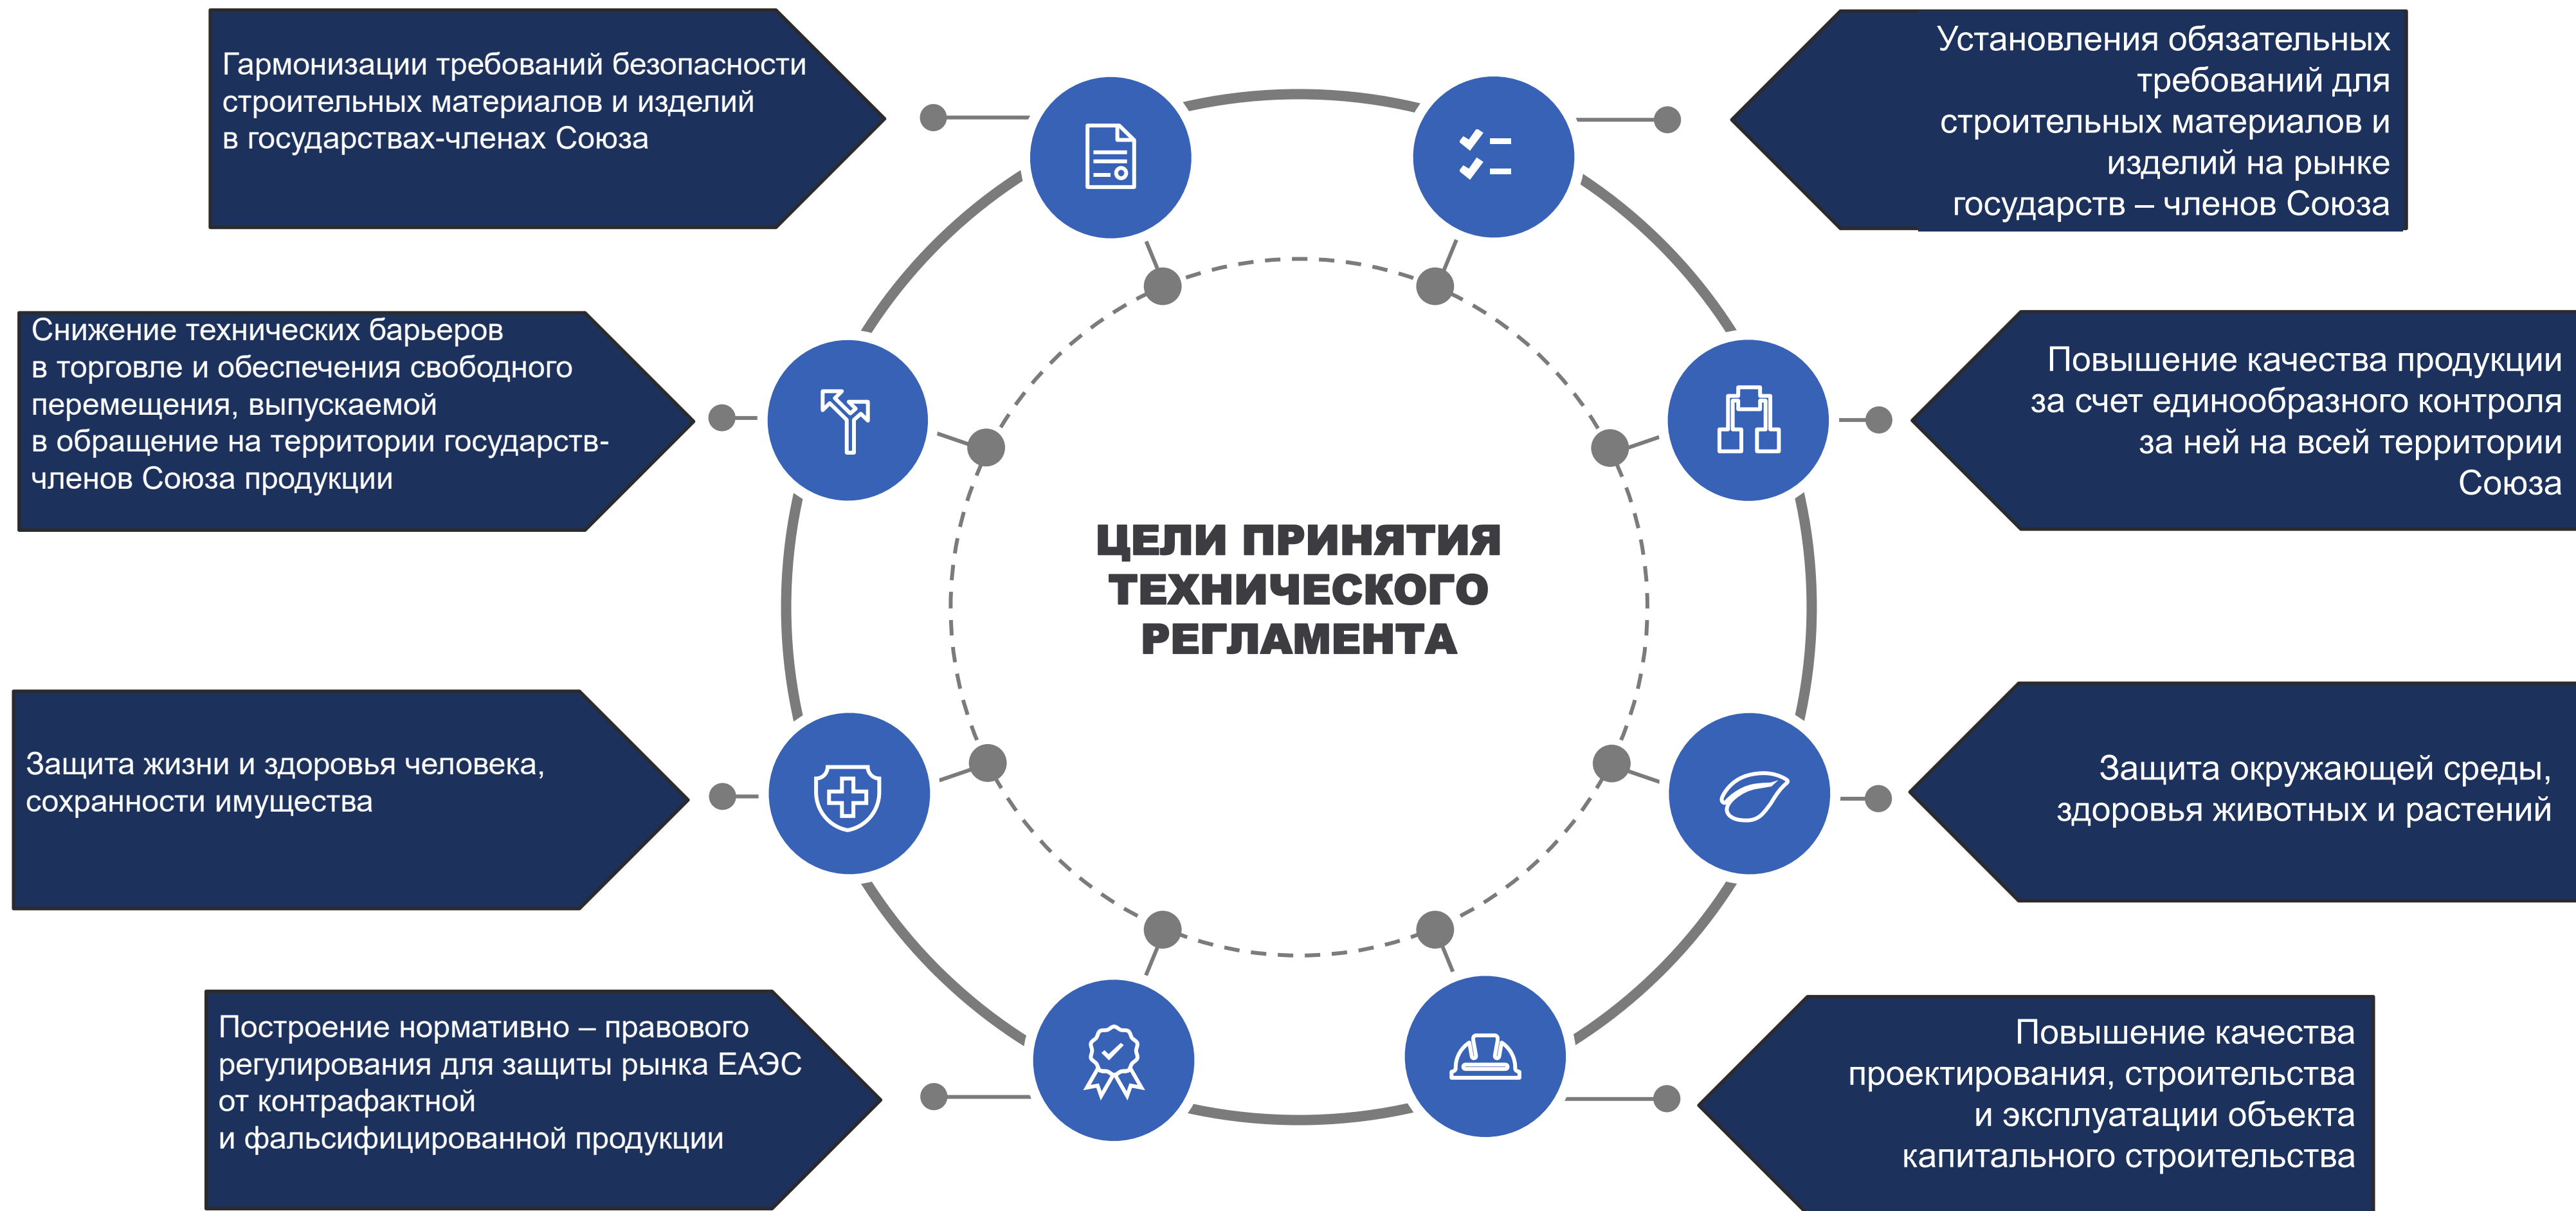 Гармонизации требований безопасности
строительных материалов и изделий
в государствах-членах Союза
Установления обязательных
требований для
строительных материалов и
изделий на рынке
государств – членов Союза
Снижение технических барьеров
в торговле и обеспечения свободного
перемещения, выпускаемой
в обращение на территории государств-
членов Союза продукции
Повышение качества продукции
за счет единообразного контроля
за ней на всей территории
Союза
ЦЕЛИ ПРИНЯТИЯ
ТЕХНИЧЕСКОГО
РЕГЛАМЕНТА
Защита жизни и здоровья человека,
сохранности имущества
Защита окружающей среды,
здоровья животных и растений
Построение нормативно – правового
регулирования для защиты рынка ЕАЭС
от контрафактной
и фальсифицированной продукции
Повышение качества
проектирования, строительства
и эксплуатации объекта
капитального строительства